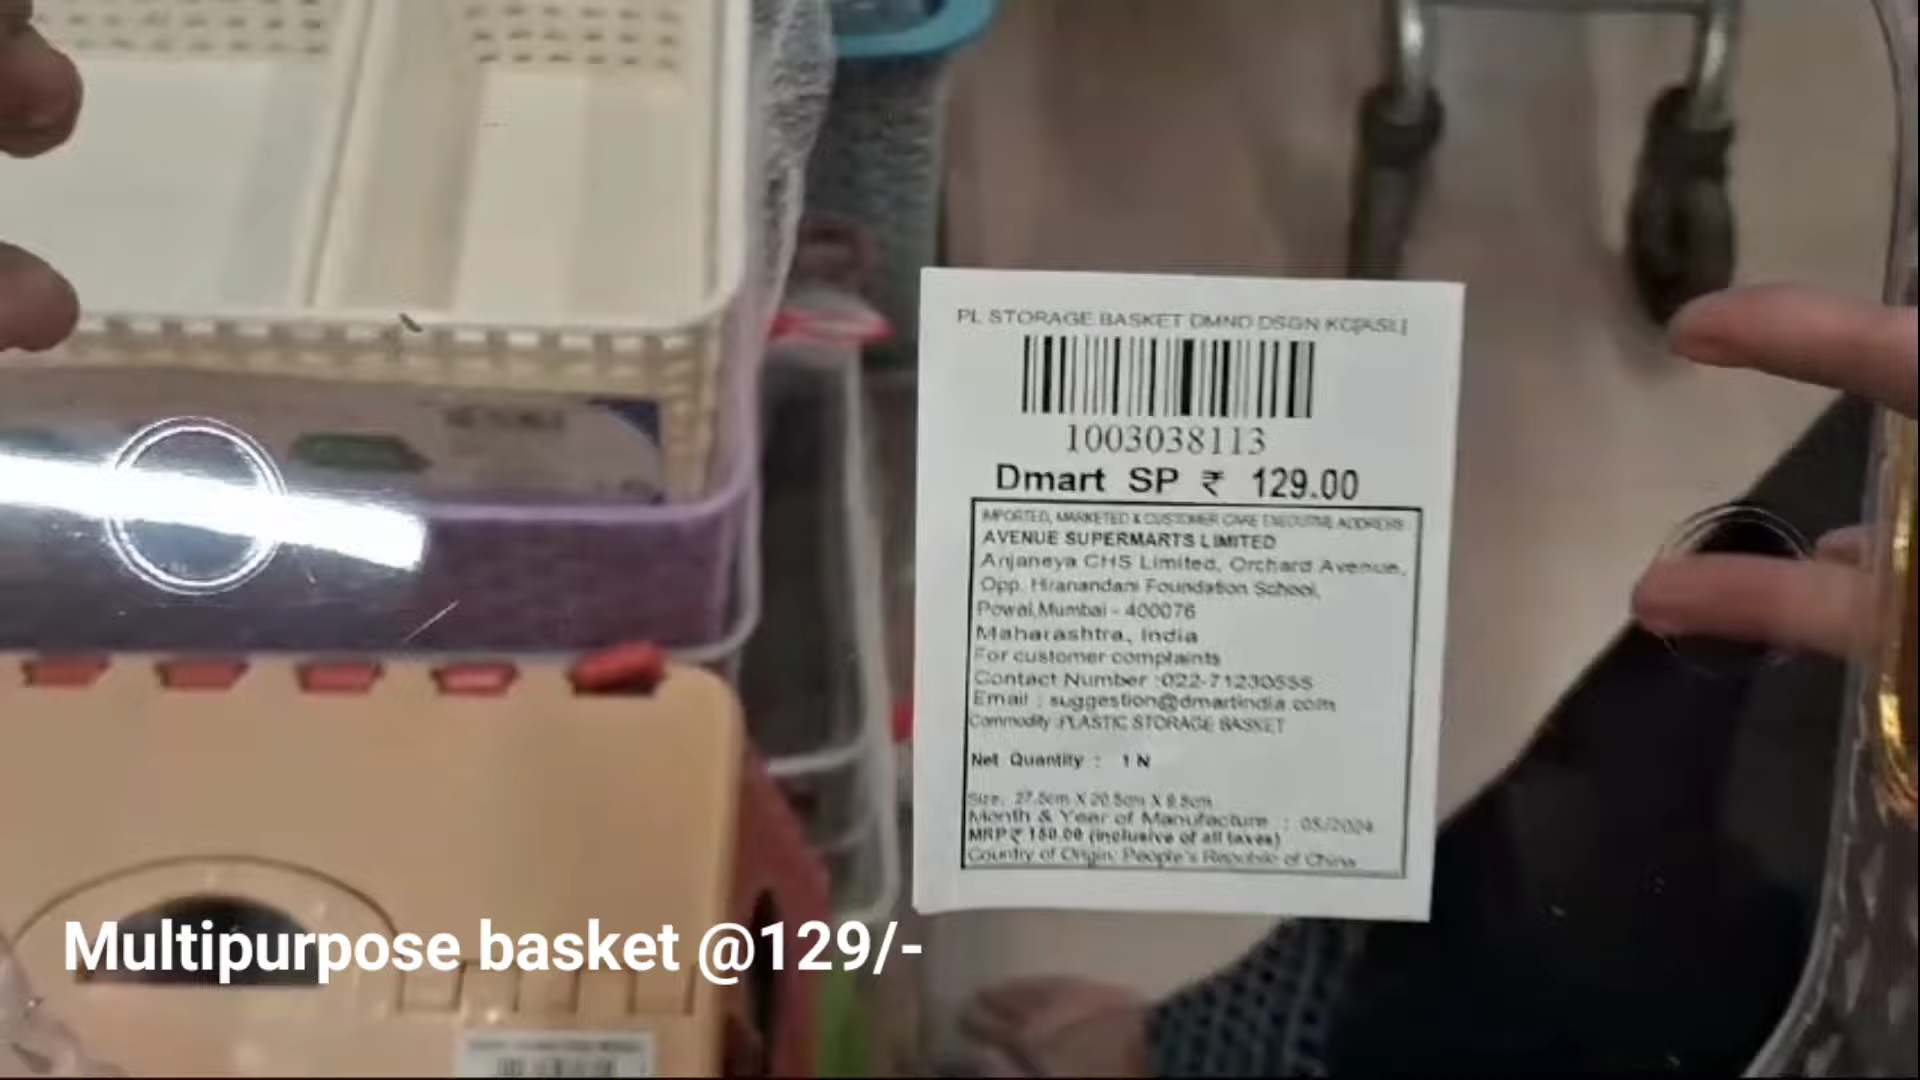 PL STORAGE BASKET DMND DSGN KC[ASL]
1003038113
Dmart SP ₹ 129.00
IMPORTED, MARKETED & CUSTOMER CARE EXECUTIVE ADDRESS :
AVENUE SUPERMARTS LIMITED
Anjaneya CHS Limited, Orchard Avenue,
Opp. Hiranandani Foundation School,
Powai,Mumbai - 400076
Maharashtra, India
For customer complaints
Contact Number :022-71230555
Email : suggestion@dmartindia.com
Commodity :PLASTIC STORAGE BASKET
Net Quantity : 1 N
Size: 27.5cm X 20.5cm X
Month & Year of Manufacture : 05/2024
MRP ₹ 150.00 (inclusive of all taxes)
Country of Origin: People's Republic of China
Multipurpose basket @129/-